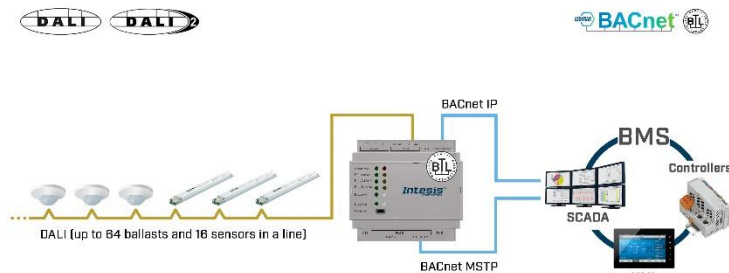 DALI DALI 2
BACnet BTL
BACnet IP
BTL
BMS
Controllers
Intesis
SCADA
DALI (up to 64 ballasts and 16 sensors in a line)
BACnet MSTP